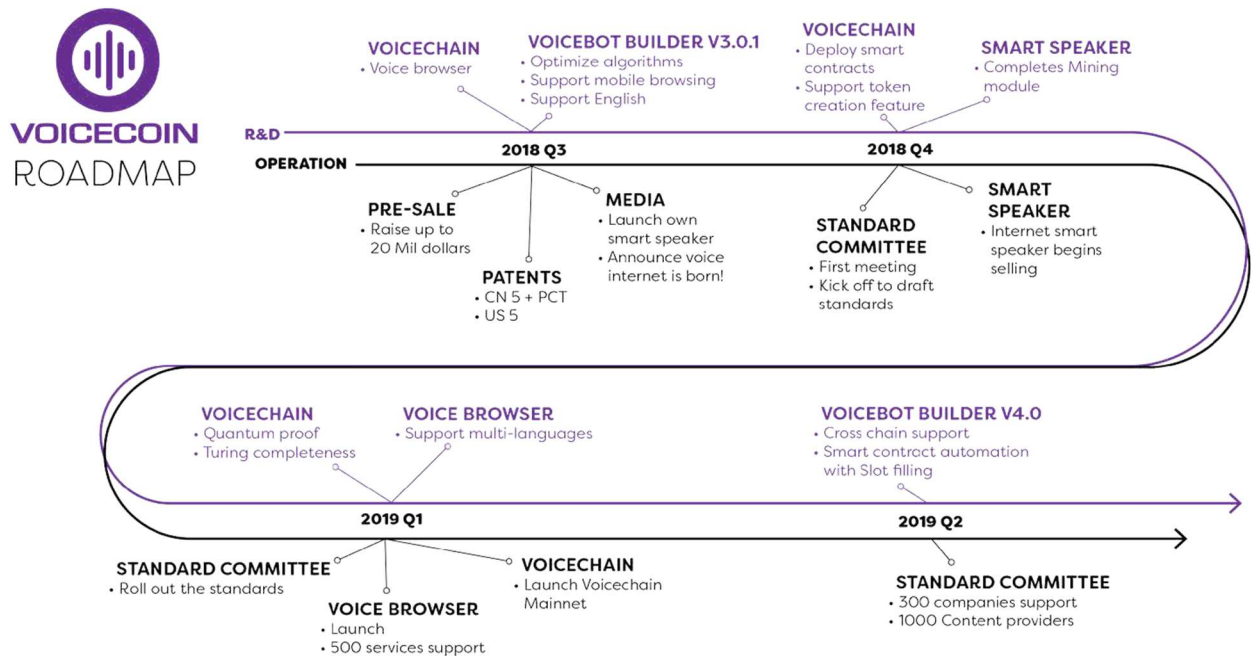 VOICECOIN
ROADMAP
R&D
OPERATION
VOICECHAIN
• Voice browser
VOICEBOT BUILDER V3.0.1
• Optimize algorithms
• Support mobile browsing
• Support English
VOICECHAIN
• Deploy smart
contracts
• Support token
creation feature
SMART SPEAKER
• Completes Mining
module
2018 Q3
2018 Q4
PRE-SALE
• Raise up to
20 Mil dollars
PATENTS
• CN 5 + PCT
• US 5
MEDIA
• Launch own
smart speaker
• Announce voice
internet is born!
STANDARD
COMMITTEE
• First meeting
• Kick off to draft
standards
SMART
SPEAKER
• Internet smart
speaker begins
selling
VOICECHAIN
• Quantum proof
• Turing completeness
VOICE BROWSER
• Support multi-languages
VOICEBOT BUILDER V4.0
• Cross chain support
• Smart contract automation
with Slot filling
2019 Q1
2019 Q2
STANDARD COMMITTEE
• Roll out the standards
VOICE BROWSER
• Launch
• 500 services support
VOICECHAIN
• Launch Voicechain
Mainnet
STANDARD COMMITTEE
• 300 companies support
• 1000 Content providers